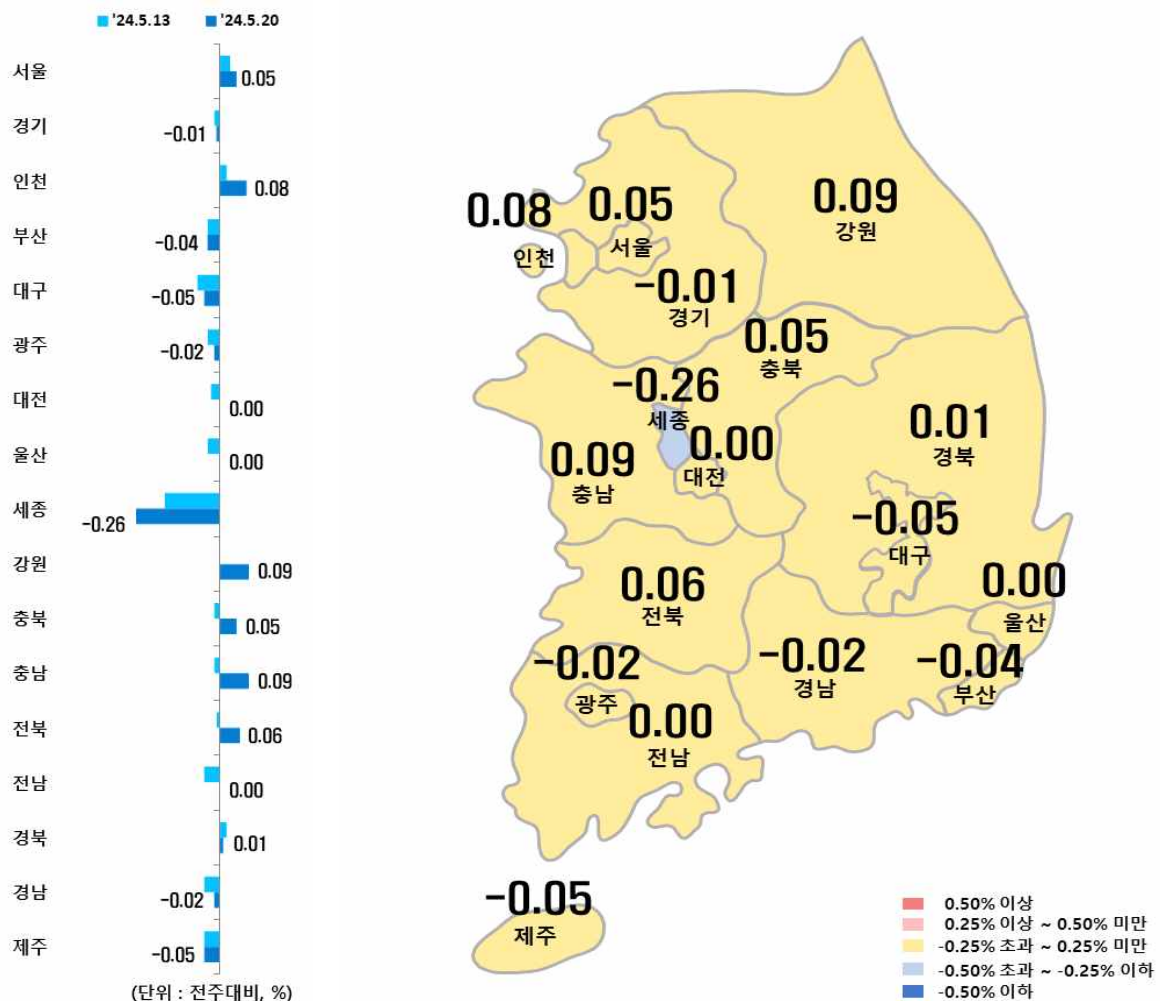 '24.5.13 '24.5.20
서울 0.05
경기 -0.01
인천 0.08
부산 -0.04
대구 -0.05
광주 -0.02
대전 0.00
울산 0.00
세종 -0.26
강원 0.09
충북 0.05
충남 0.09
전북 0.06
전남 0.00
경북 0.01
경남 -0.02
제주 -0.05
(단위 : 전주대비, %)
0.08
인천
0.05
서울
0.09
강원
-0.01
경기
0.05
충북
-0.26
세종
0.00
대전
0.09
충남
0.01
경북
-0.05
대구
0.00
울산
0.06
전북
-0.02
경남
-0.04
부산
-0.02
광주
0.00
전남
-0.05
제주
0.50% 이상
0.25% 이상 ~ 0.50% 미만
-0.25% 초과 ~ 0.25% 미만
-0.50% 초과 ~ -0.25% 이하
-0.50% 이하